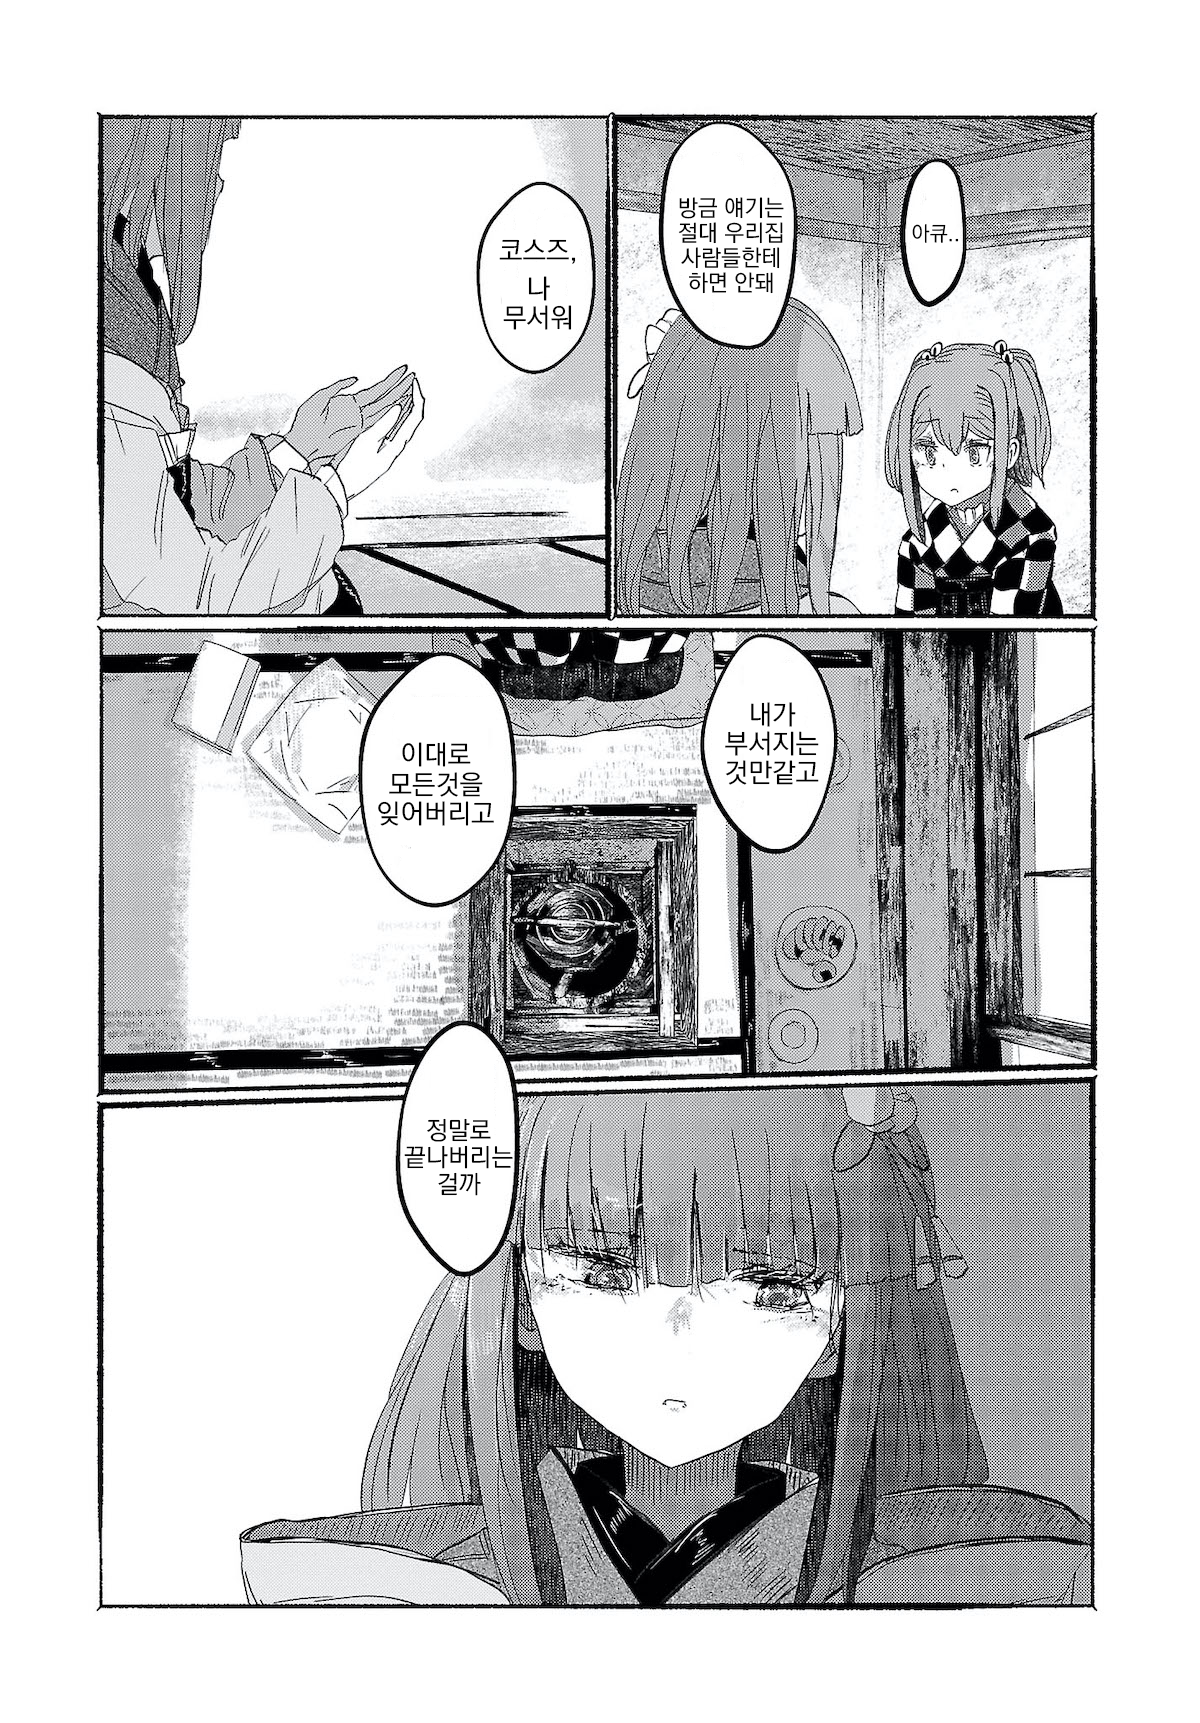 아큐..
방금 얘기는
절대 우리집
사람들한테
하면 안돼
코스즈,
나
무서워
내가
부서지는
것만같고
이대로
모든것을
잊어버리고
정말로
끝나버리는
걸까